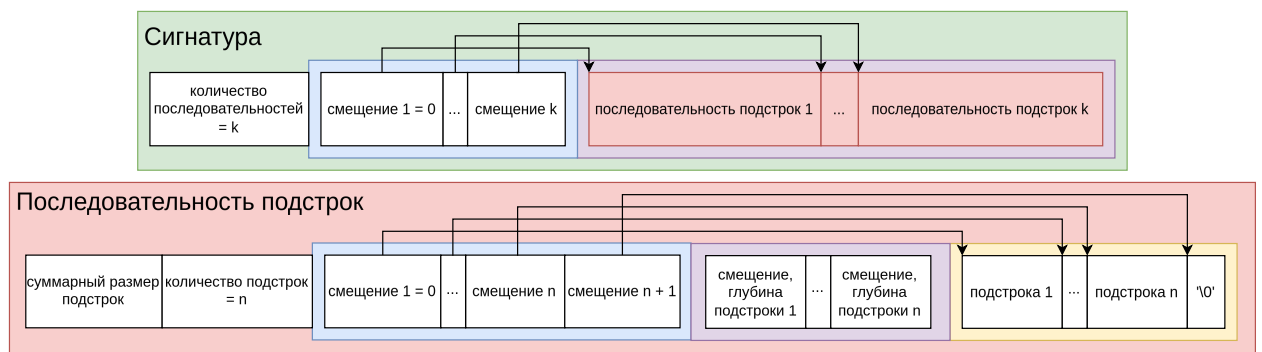 Сигнатура
количество
последовательностей
= k
смещение 1 = 0
...
смещение k
последовательность подстрок 1
...
последовательность подстрок k
Последовательность подстрок
суммарный размер
подстрок
количество подстрок
= n
смещение 1 = 0
...
смещение n
смещение n + 1
смещение,
глубина
подстроки 1
...
смещение,
глубина
подстроки n
подстрока 1
...
подстрока n
'\0'